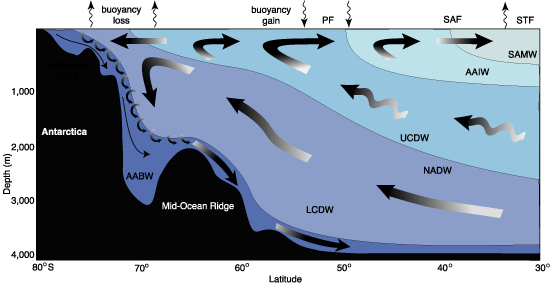 buoyancy loss
buoyancy gain
PF
SAF
STF
SAMW
AAIW
1,000
UCDW
Antarctica
2,000
NADW
AABW
Mid-Ocean Ridge
3,000
LCDW
4,000
Depth (m)
80°S
70°
60°
50°
40°
30°
Latitude